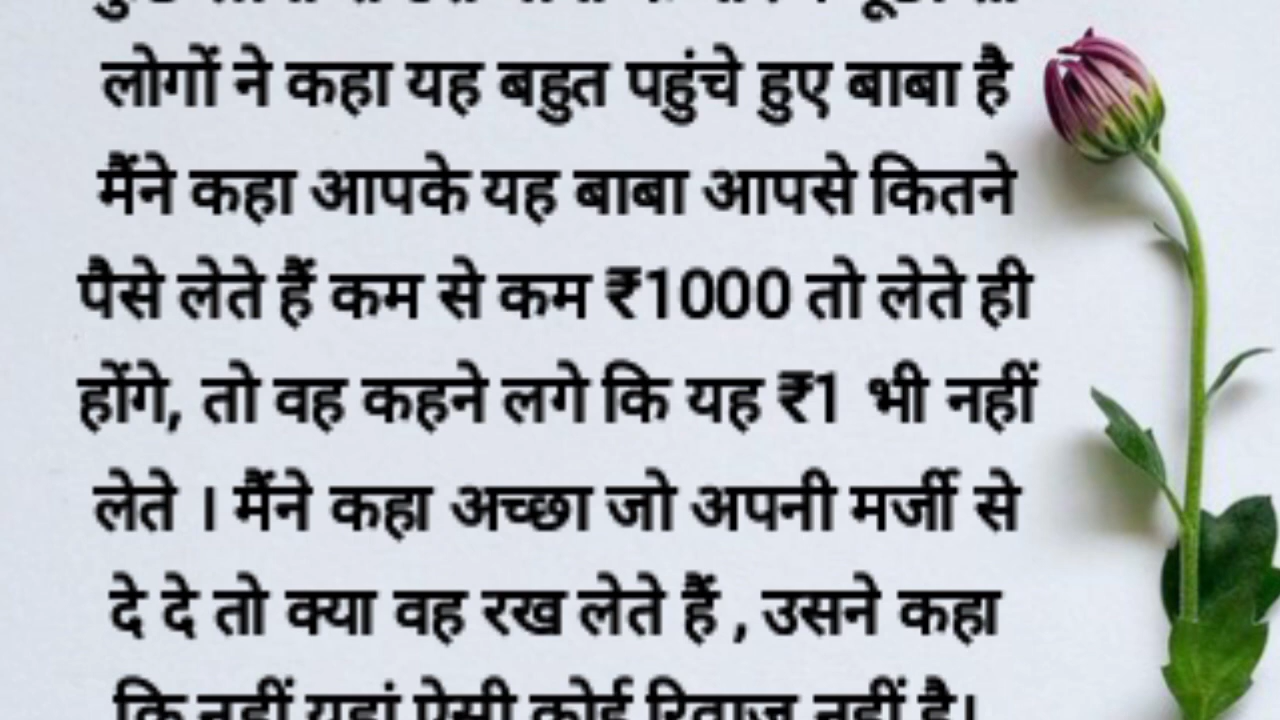 लोगों ने कहा यह बहुत पहुंचे हुए बाबा है
मैंने कहा आपके यह बाबा आपसे कितने
पैसे लेते हैं कम से कम ₹1000 तो लेते ही
होंगे, तो वह कहने लगे कि यह ₹1 भी नहीं
लेते । मैंने कहा अच्छा जो अपनी मर्जी से
दे दे तो क्या वह रख लेते हैं , उसने कहा
कि नहीं यहां ऐसी कोई रिवाज नहीं है।